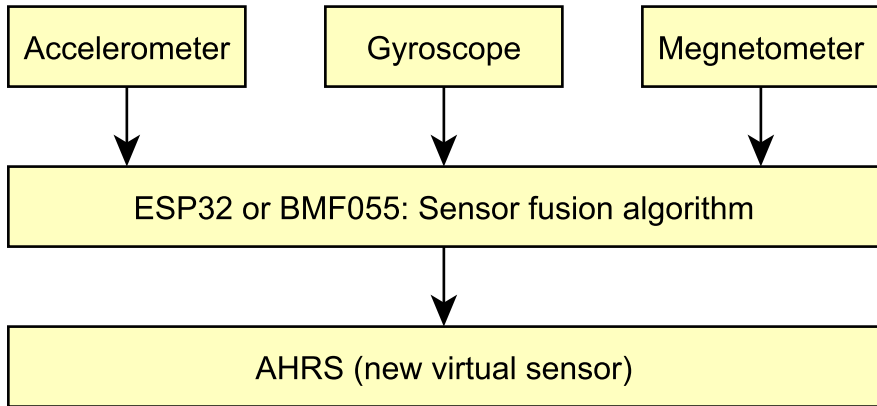 Accelerometer
Gyroscope
Megnetometer
ESP32 or BMF055: Sensor fusion algorithm
AHRS (new virtual sensor)